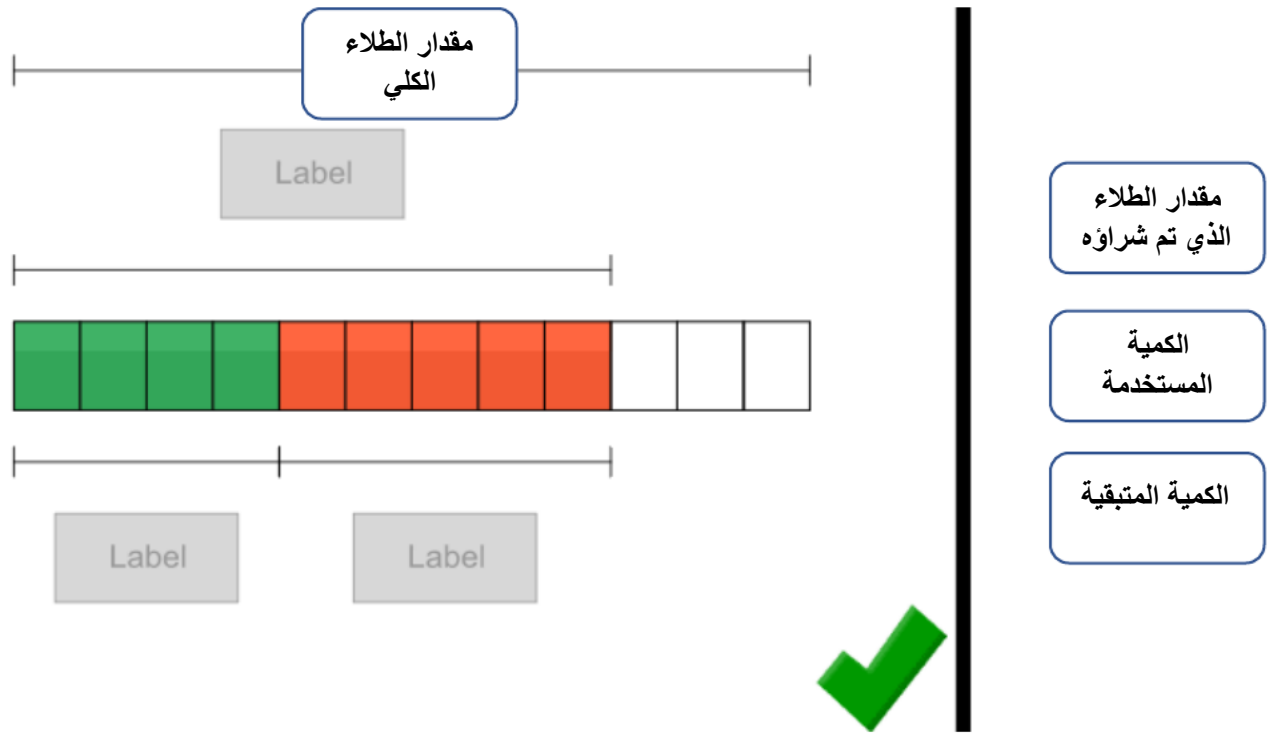 مقدار الطلاء
الكلي
Label
مقدار الطلاء
الذي تم شراؤه
الكمية
المستخدمة
الكمية المتبقية
Label
Label